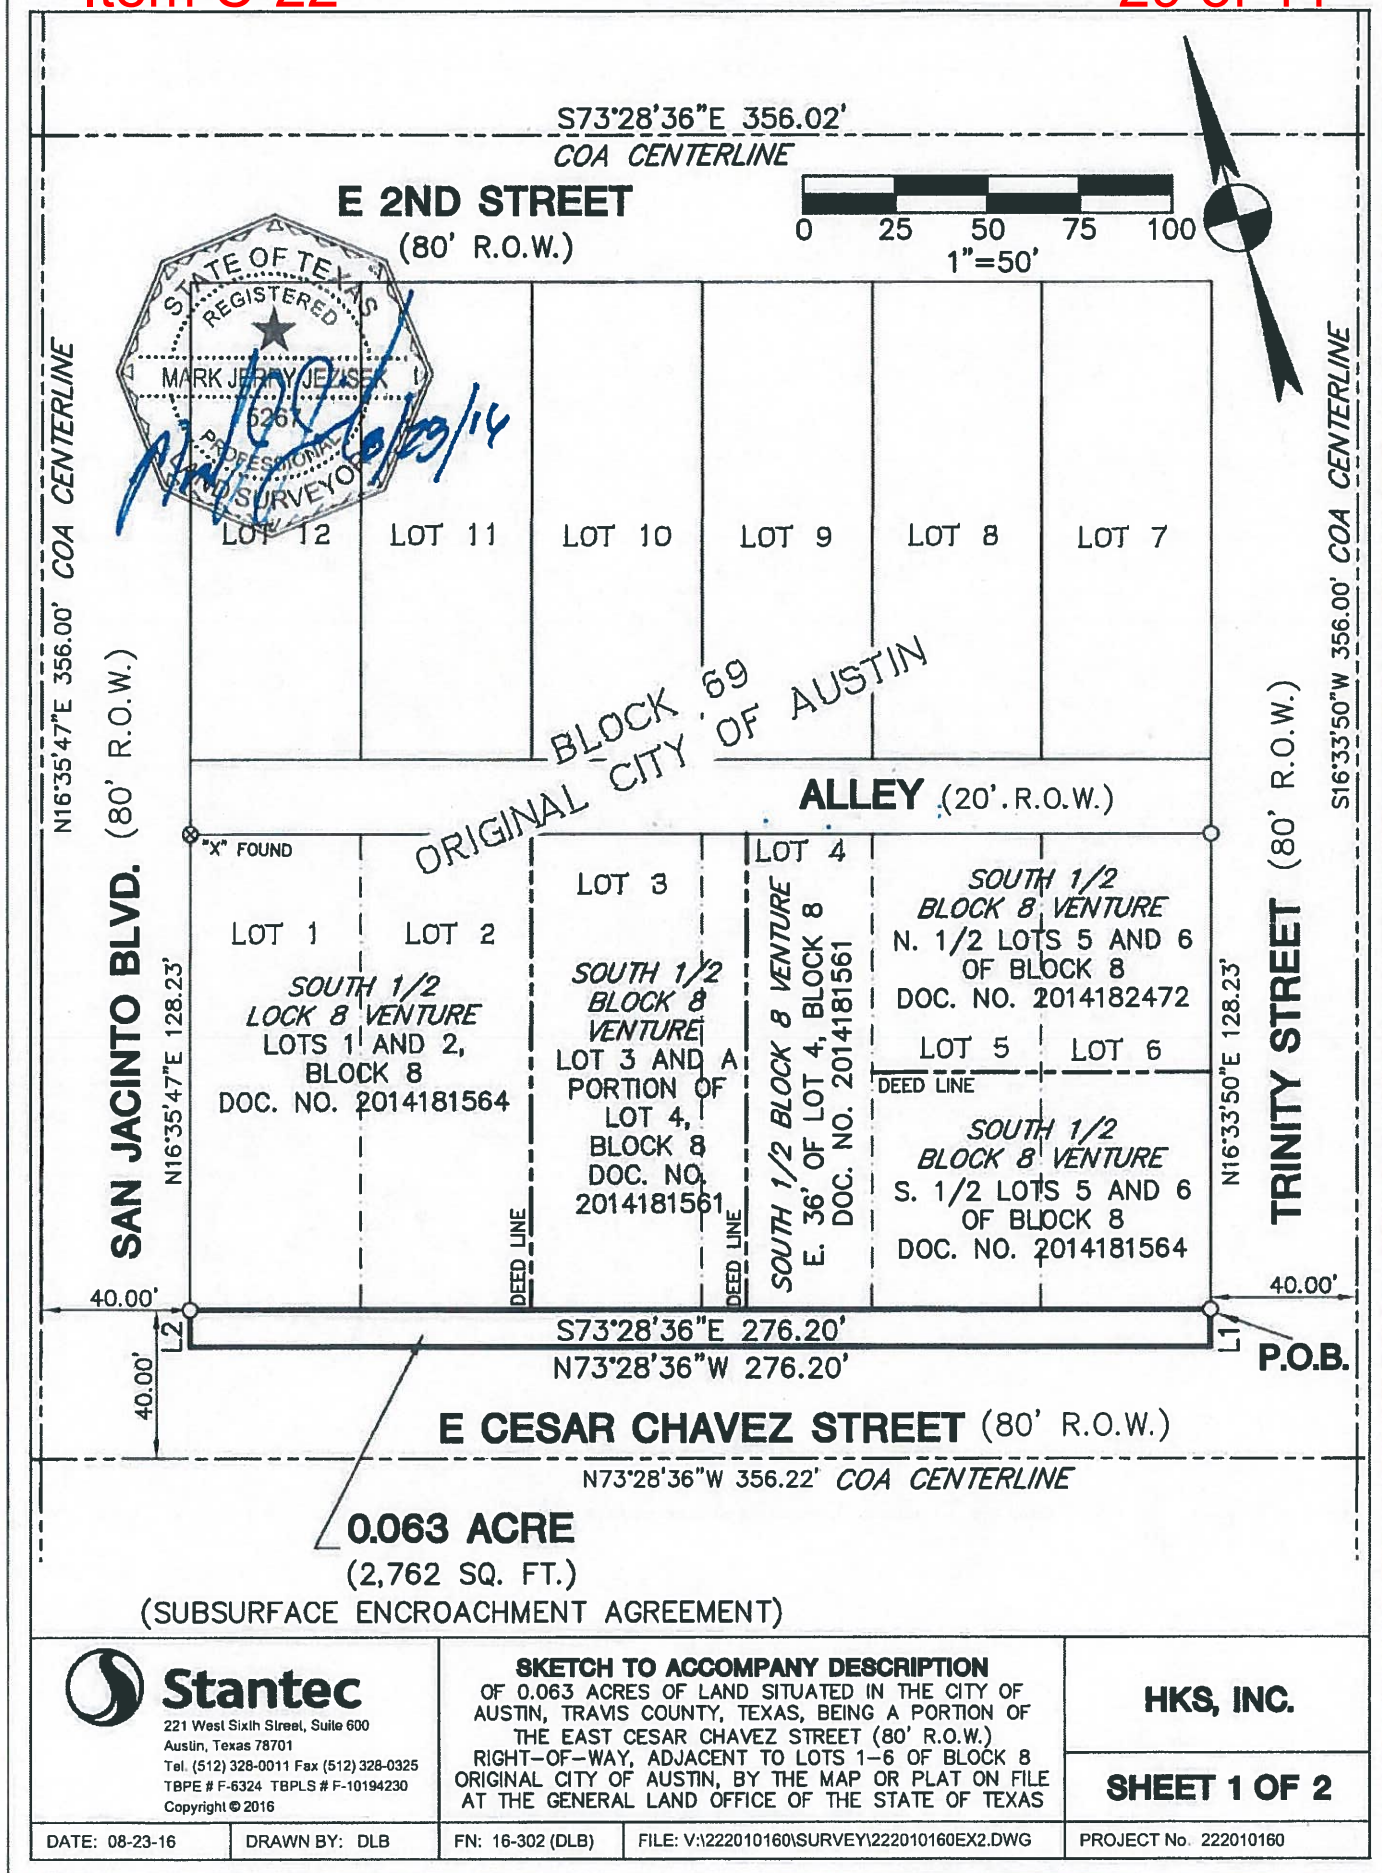 S73°28'36"E 356.02'
COA CENTERLINE
E 2ND STREET
(80' R.O.W.)
0 25 50 75 100
1"=50'
STATE OF TEXAS
REGISTERED
MARK JERRY JEZISEK
5267
PROFESSIONAL
LAND SURVEYOR
8/23/16
N16°35'47"E 356.00' COA CENTERLINE
S16°33'50"W 356.00' COA CENTERLINE
LOT 12
LOT 11
LOT 10
LOT 9
LOT 8
LOT 7
BLOCK 69
ORIGINAL CITY OF AUSTIN
ALLEY (20' R.O.W.)
"X" FOUND
SAN JACINTO BLVD. (80' R.O.W.)
N16°35'47"E 128.23'
TRINITY STREET (80' R.O.W.)
N16°33'50"E 128.23'
LOT 1
LOT 2
SOUTH 1/2
LOCK 8 VENTURE
LOTS 1 AND 2,
BLOCK 8
DOC. NO. 2014181564
DEED LINE
LOT 3
SOUTH 1/2
BLOCK 8
VENTURE
LOT 3 AND A
PORTION OF
LOT 4,
BLOCK 8
DOC. NO.
2014181561
DEED LINE
LOT 4
SOUTH 1/2 BLOCK 8 VENTURE
E. 36' OF LOT 4, BLOCK 8
DOC. NO. 2014181561
SOUTH 1/2
BLOCK 8 VENTURE
N. 1/2 LOTS 5 AND 6
OF BLOCK 8
DOC. NO. 2014182472
LOT 5
LOT 6
DEED LINE
SOUTH 1/2
BLOCK 8 VENTURE
S. 1/2 LOTS 5 AND 6
OF BLOCK 8
DOC. NO. 2014181564
40.00'
40.00'
L2
S73°28'36"E 276.20'
L1
P.O.B.
N73°28'36"W 276.20'
40.00'
E CESAR CHAVEZ STREET (80' R.O.W.)
N73°28'36"W 356.22' COA CENTERLINE
0.063 ACRE
(2,762 SQ. FT.)
(SUBSURFACE ENCROACHMENT AGREEMENT)
Stantec
221 West Sixth Street, Suite 600
Austin, Texas 78701
Tel. (512) 328-0011 Fax (512) 328-0325
TBPE # F-6324 TBPLS # F-10194230
Copyright © 2016
SKETCH TO ACCOMPANY DESCRIPTION
OF 0.063 ACRES OF LAND SITUATED IN THE CITY OF
AUSTIN, TRAVIS COUNTY, TEXAS, BEING A PORTION OF
THE EAST CESAR CHAVEZ STREET (80' R.O.W.)
RIGHT-OF-WAY, ADJACENT TO LOTS 1-6 OF BLOCK 8
ORIGINAL CITY OF AUSTIN, BY THE MAP OR PLAT ON FILE
AT THE GENERAL LAND OFFICE OF THE STATE OF TEXAS
HKS, INC.
SHEET 1 OF 2
DATE: 08-23-16
DRAWN BY: DLB
FN: 16-302 (DLB)
FILE: V:\222010160\SURVEY\222010160EX2.DWG
PROJECT No. 222010160